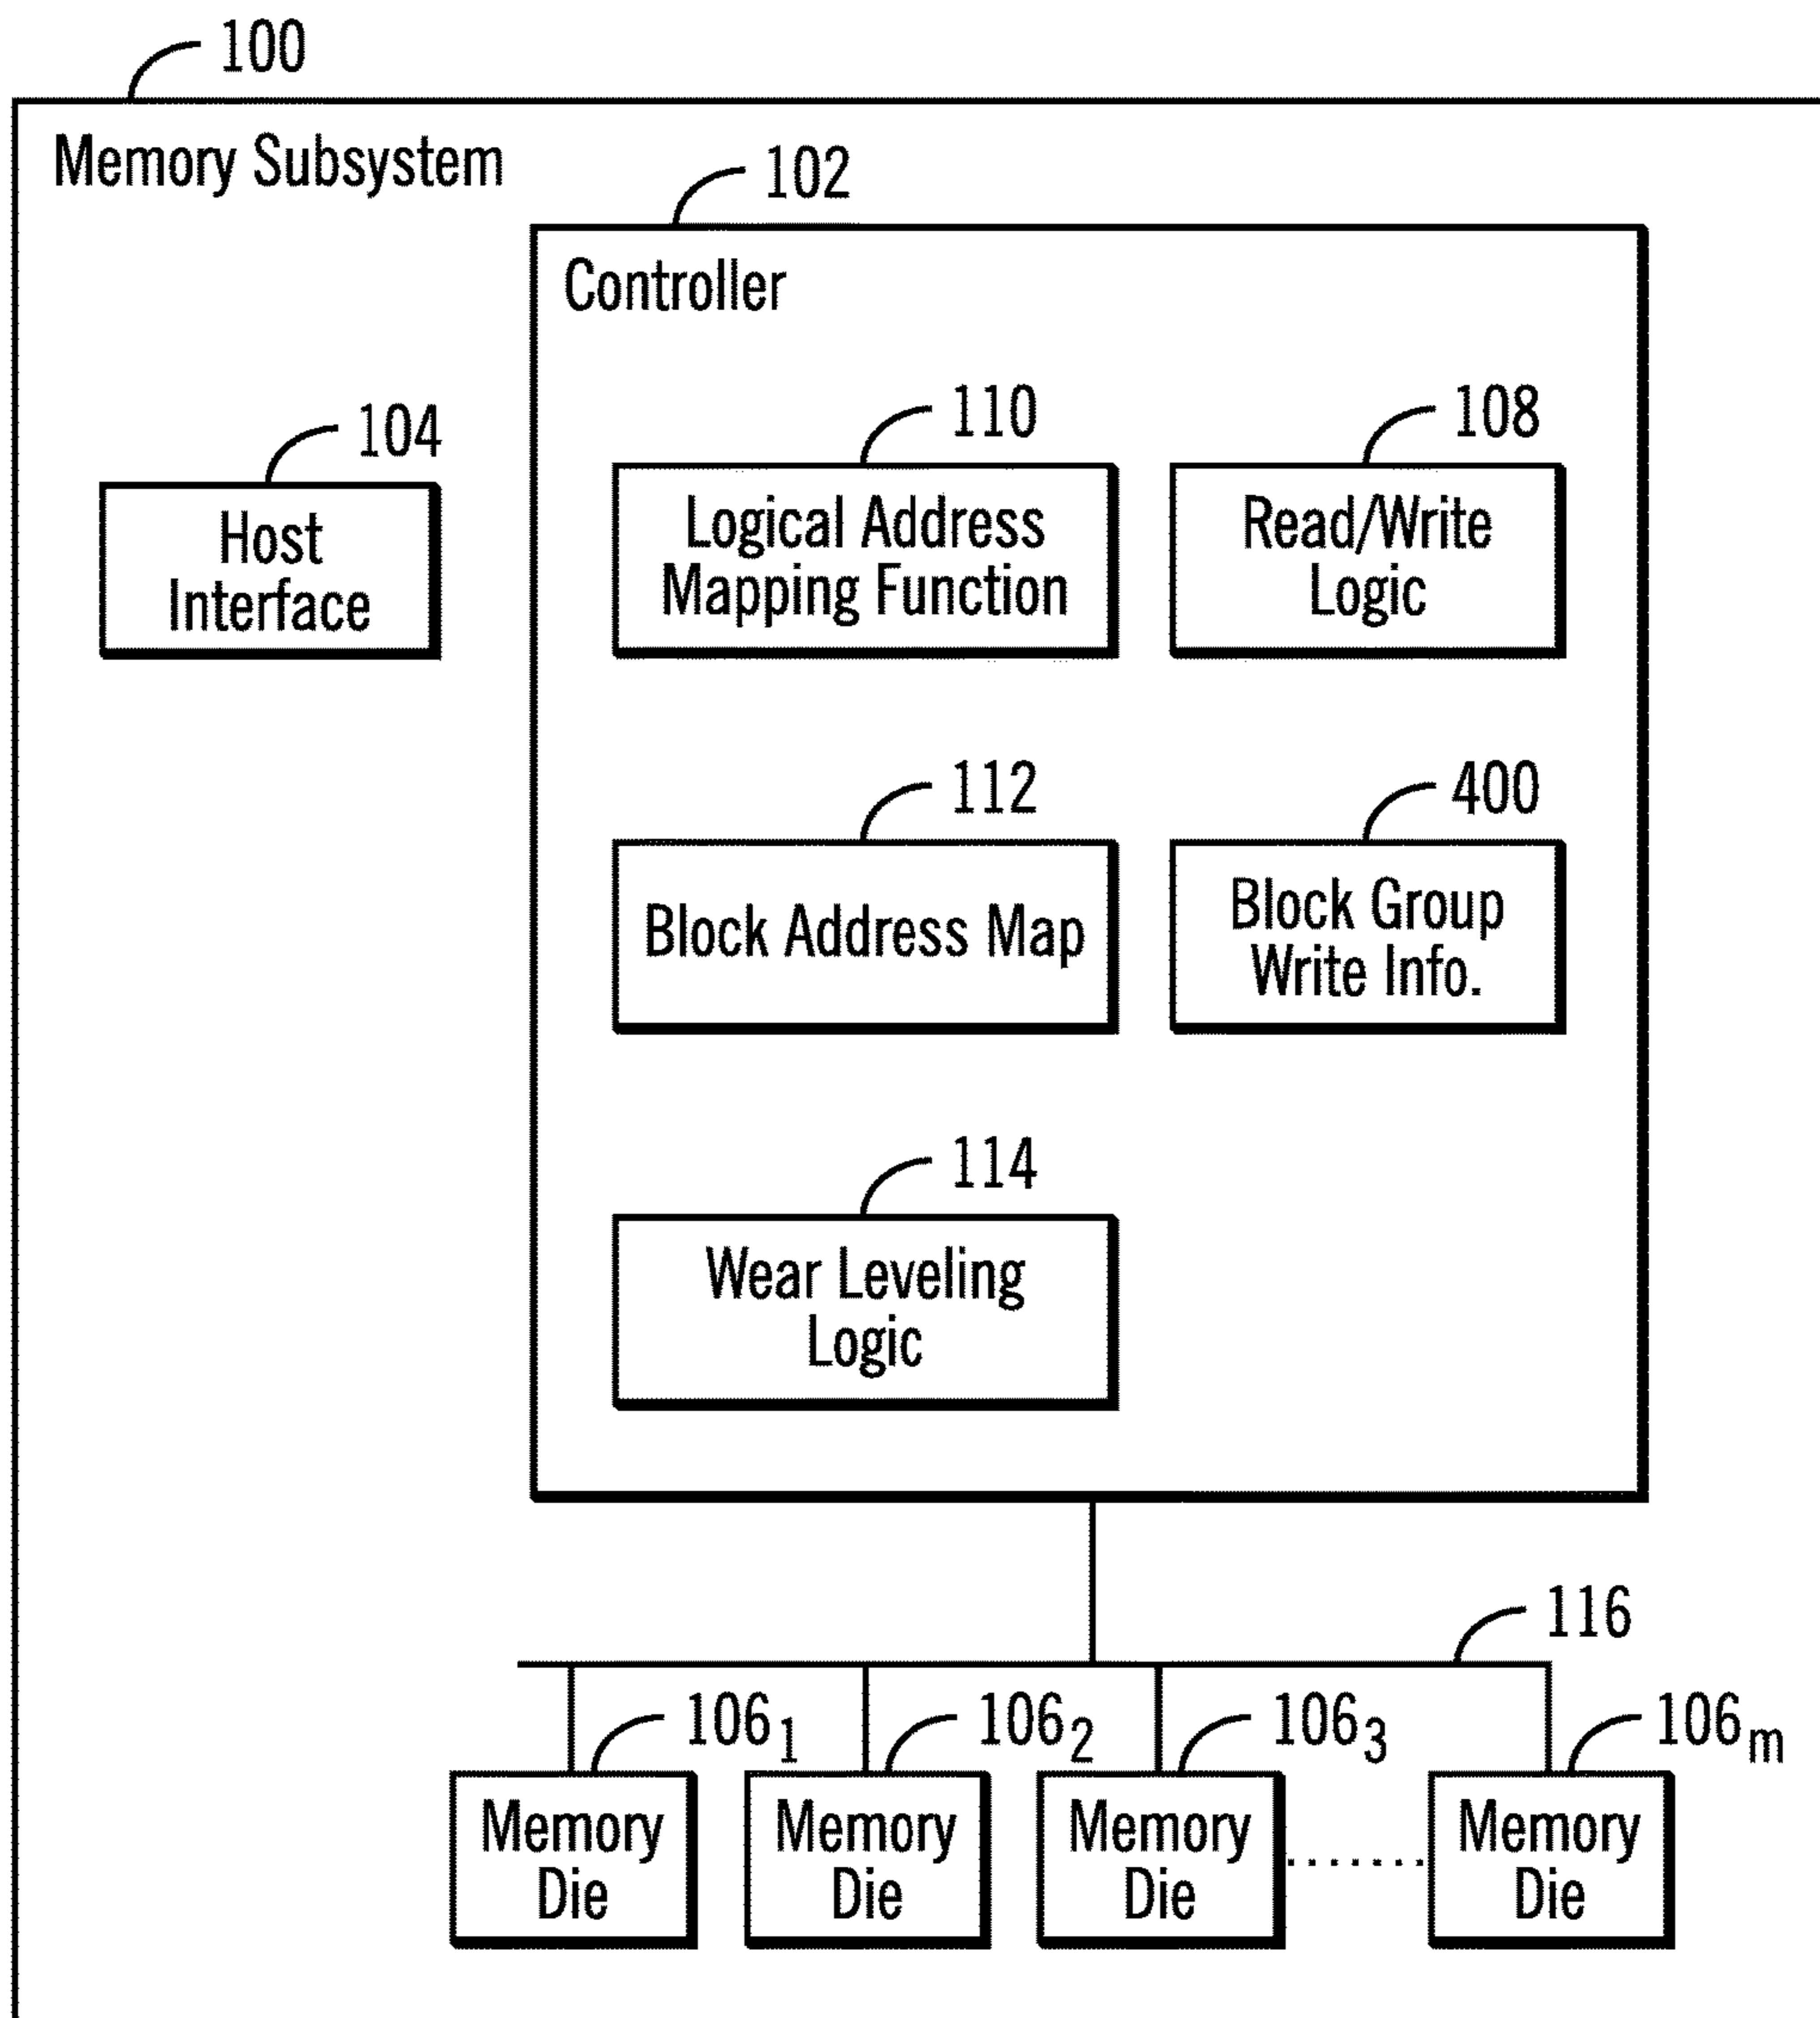 100
Memory Subsystem
102
Controller
104
Host
Interface
110
Logical Address
Mapping Function
108
Read/Write
Logic
112
Block Address Map
400
Block Group
Write Info.
114
Wear Leveling
Logic
116
106₁
Memory
Die
106₂
Memory
Die
106₃
Memory
Die
106ₘ
Memory
Die